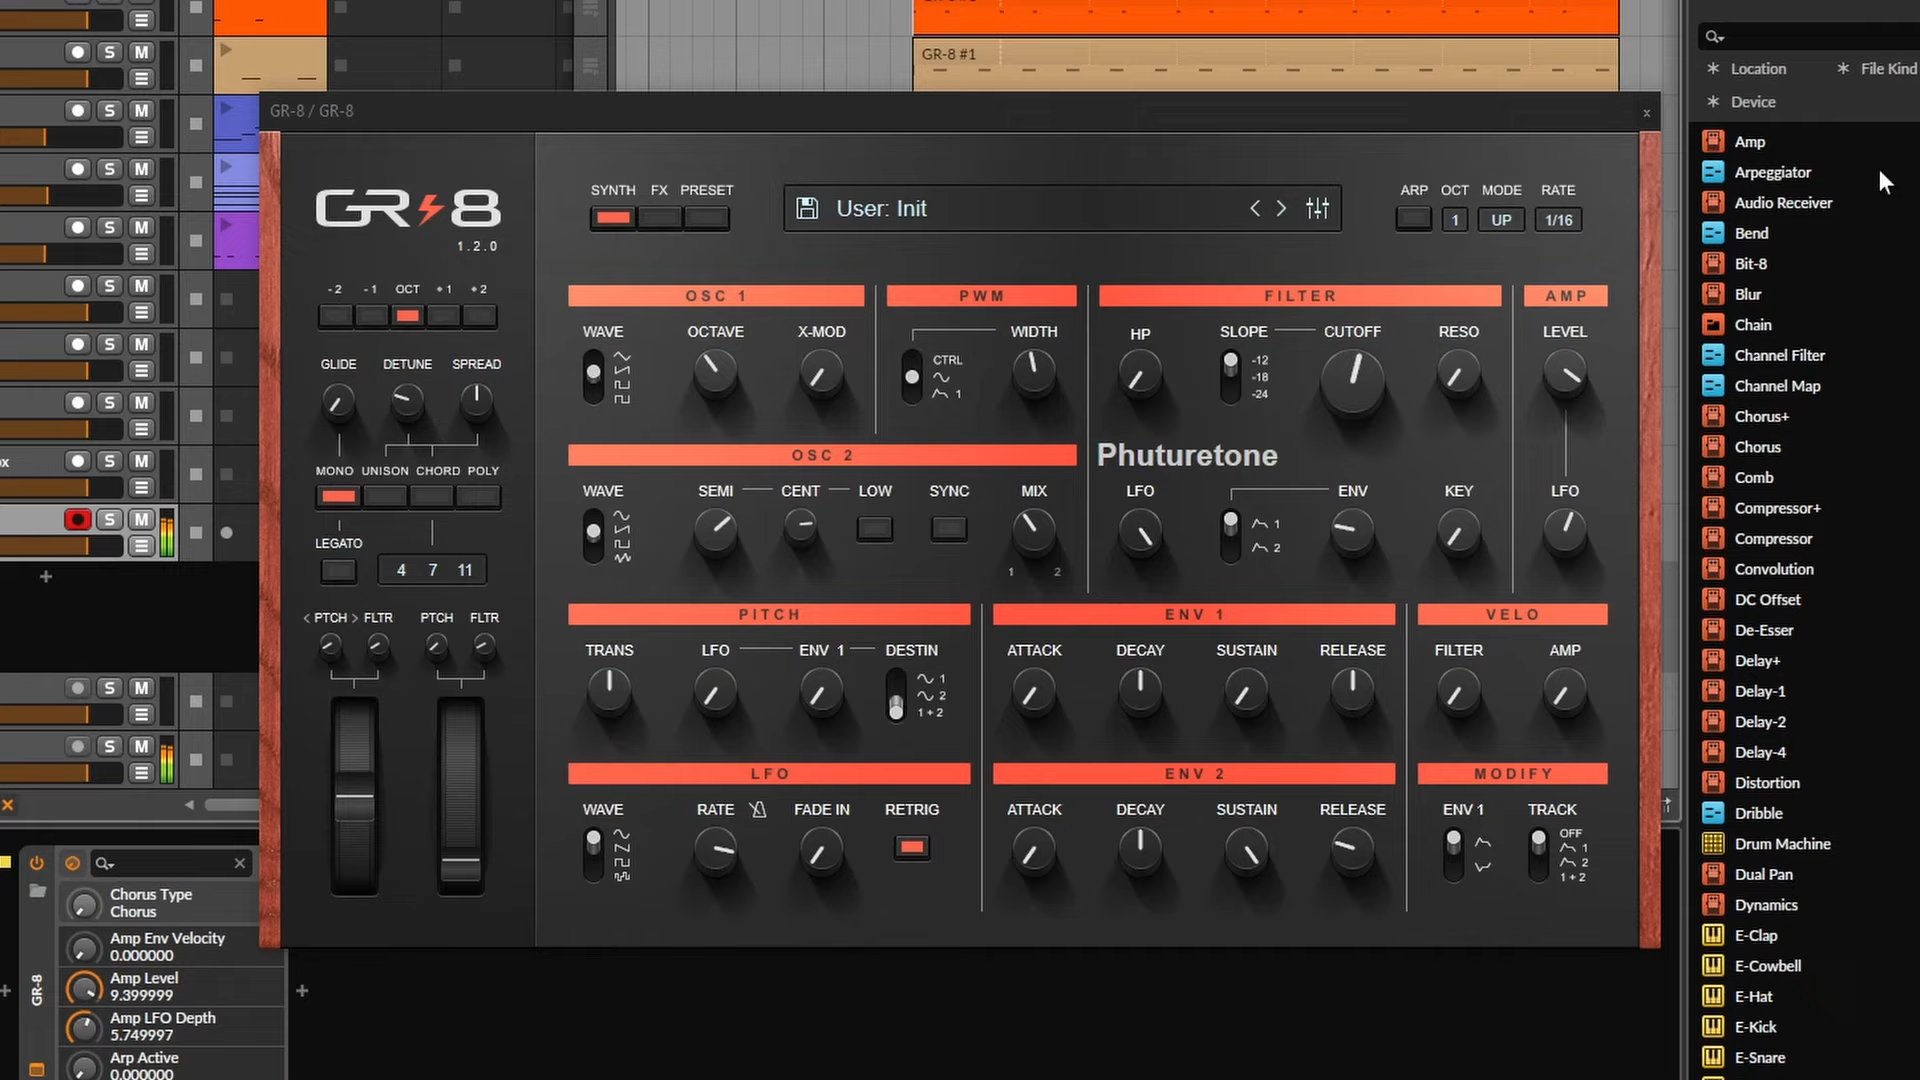 GR-8 #1
Location
File Kind
Device
GR-8 / GR-8
x
GR 8
1.2.0
SYNTH FX PRESET
User: Init
ARP OCT MODE RATE
1 UP 1/16
-2 -1 OCT +1 +2
GLIDE DETUNE SPREAD
MONO UNISON CHORD POLY
LEGATO
4 7 11
< PTCH > FLTR PTCH FLTR
OSC 1
WAVE OCTAVE X-MOD
PWM
WIDTH
CTRL
1
FILTER
HP SLOPE CUTOFF RESO
-12
-18
-24
AMP
LEVEL
OSC 2
WAVE SEMI CENT LOW SYNC MIX
1 2
Phuturetone
LFO ENV KEY
1
2
LFO
PITCH
TRANS LFO ENV 1 DESTIN
1
2
1+2
ENV 1
ATTACK DECAY SUSTAIN RELEASE
VELO
FILTER AMP
LFO
WAVE RATE FADE IN RETRIG
ENV 2
ATTACK DECAY SUSTAIN RELEASE
MODIFY
ENV 1 TRACK
OFF
1
2
1+2
S M
S M
S M
S M
S M
S M
S M
S M
x
S M
S M
S M
GR-8
Chorus Type
Chorus
Amp Env Velocity
0.000000
Amp Level
9.399999
Amp LFO Depth
5.749997
Arp Active
0.000000
Amp
Arpeggiator
Audio Receiver
Bend
Bit-8
Blur
Chain
Channel Filter
Channel Map
Chorus+
Chorus
Comb
Compressor+
Compressor
Convolution
DC Offset
De-Esser
Delay+
Delay-1
Delay-2
Delay-4
Distortion
Dribble
Drum Machine
Dual Pan
Dynamics
E-Clap
E-Cowbell
E-Hat
E-Kick
E-Snare